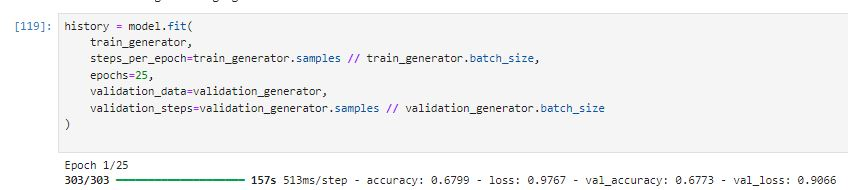 [119]: history = model.fit(
train_generator,
steps_per_epoch=train_generator.samples // train_generator.batch_size,
epochs=25,
validation_data=validation_generator,
validation_steps=validation_generator.samples // validation_generator.batch_size
)
Epoch 1/25
303/303 ━━━━━━━━━━━━━━━━━━━━ 157s 513ms/step - accuracy: 0.6799 - loss: 0.9767 - val_accuracy: 0.6773 - val_loss: 0.9066